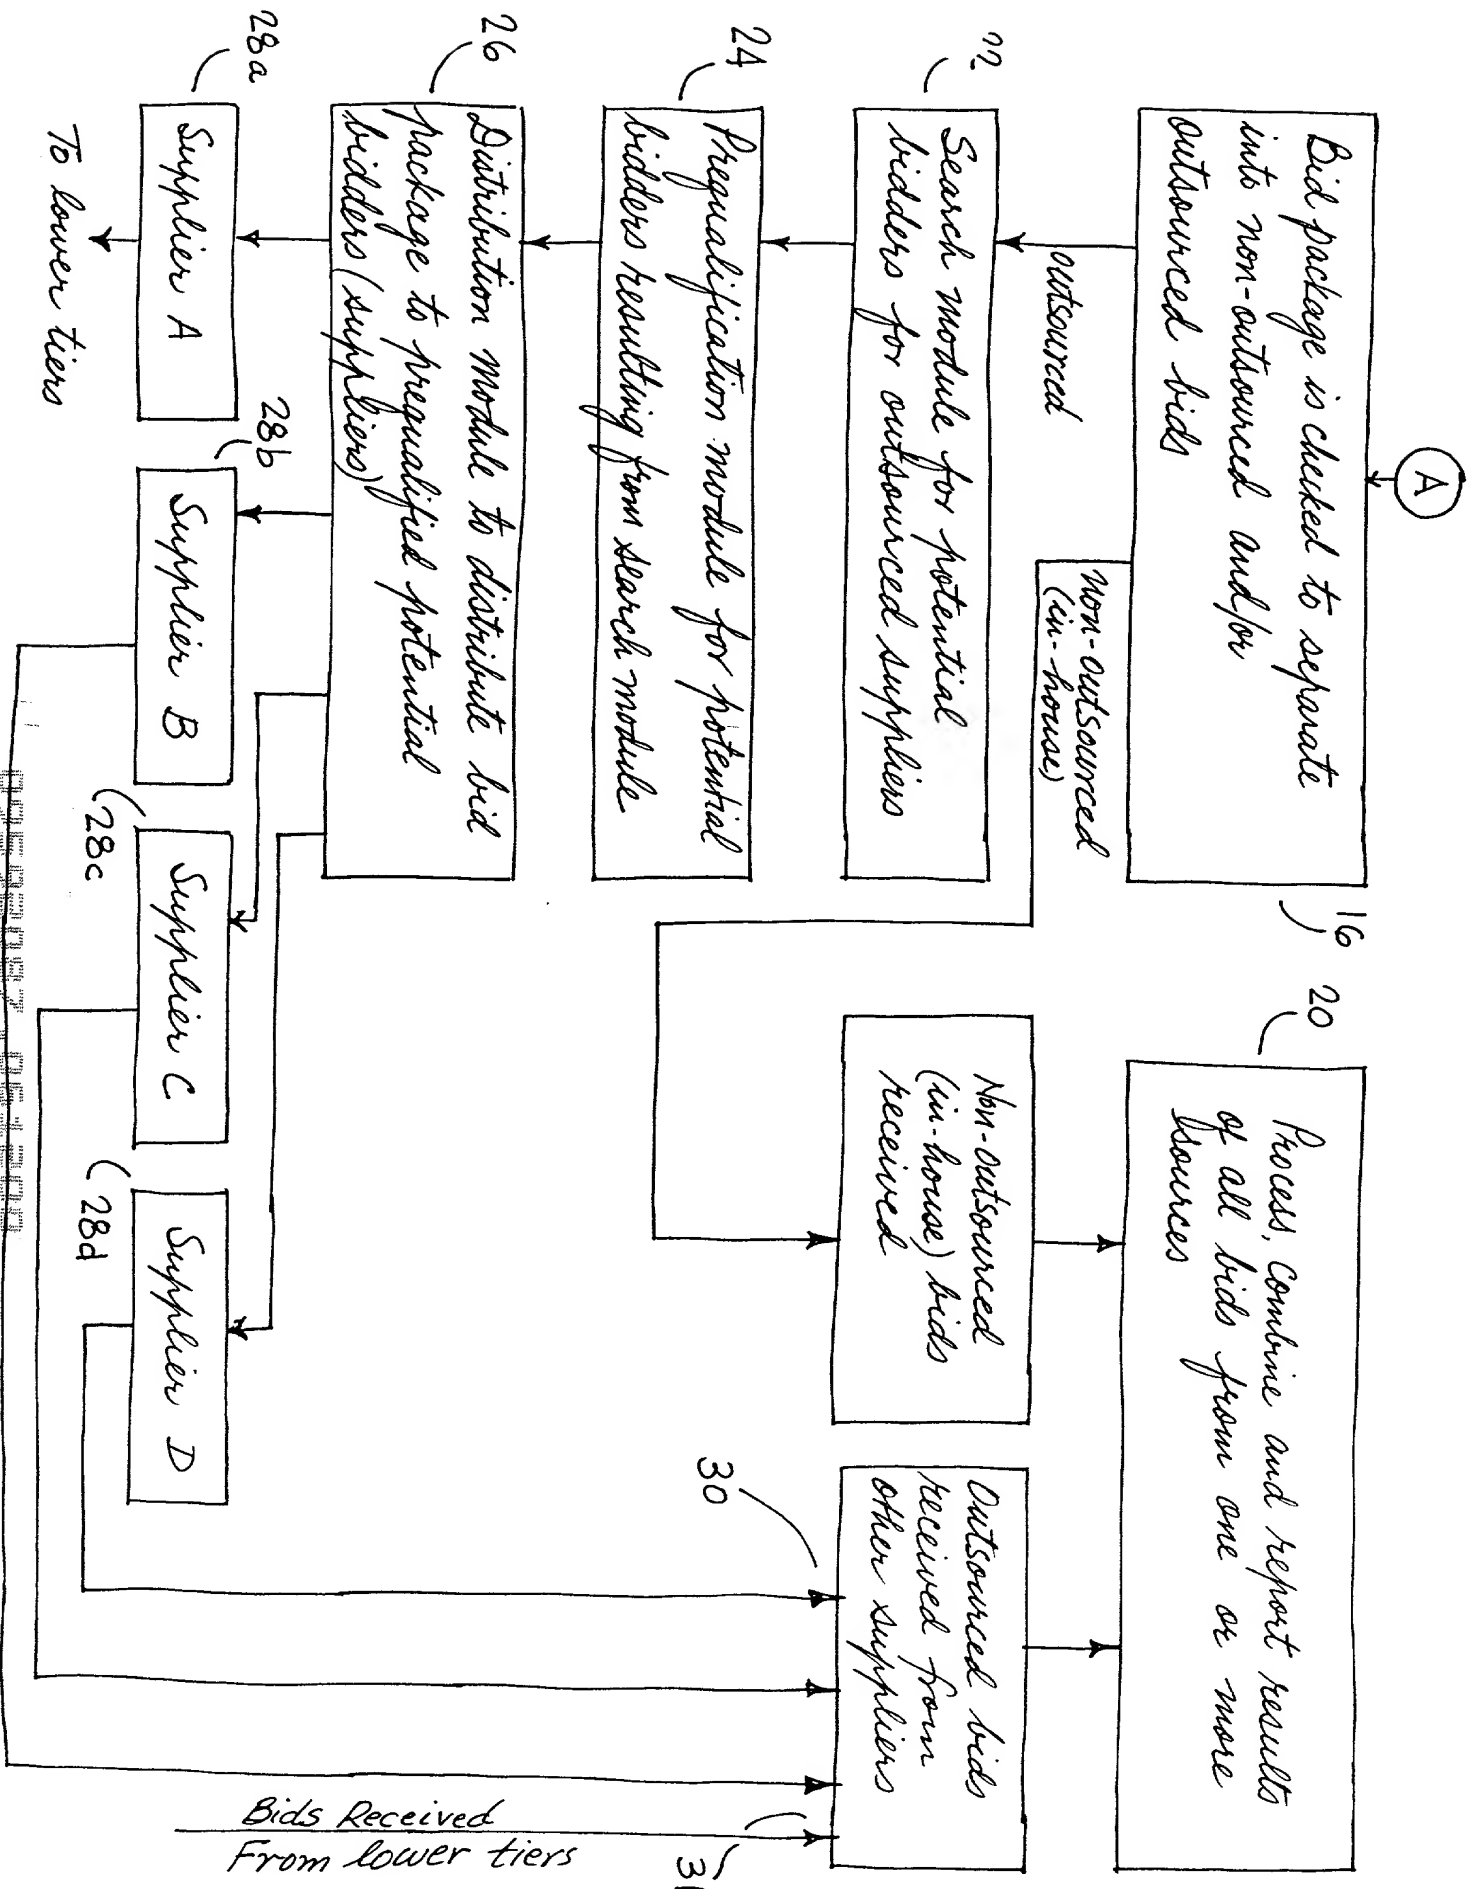 A
Bid package is checked to separate
into non-outsourced and/or
outsourced bids
16
outsourced
non-outsourced
(in-house)
22
Search module for potential
bidders for outsourced suppliers
24
Prequalification module for potential
bidders resulting from search module
26
Distribution module to distribute bid
package to prequalified potential
bidders (suppliers)
28a
Supplier A
To lower tiers
28b
Supplier B
28c
Supplier C
28d
Supplier D
20
Process, combine and report results
of all bids from one or more
sources
Non-outsourced
(in-house) bids
received
30
Outsourced bids
received from
other suppliers
Bids Received
From lower tiers